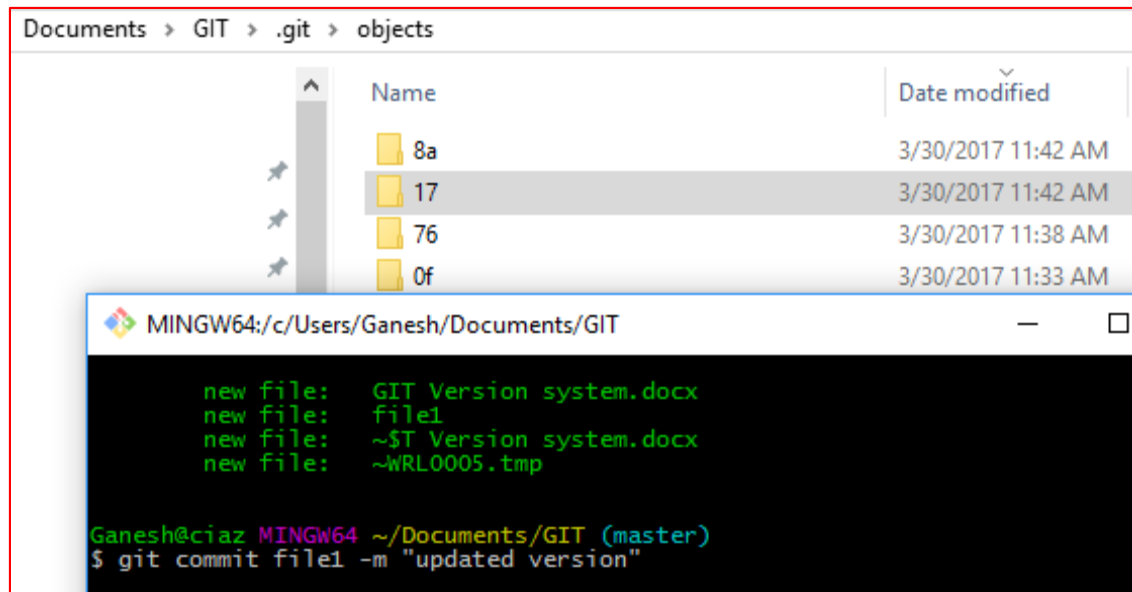 Documents > GIT > .git > objects
Name Date modified
8a 3/30/2017 11:42 AM
17 3/30/2017 11:42 AM
76 3/30/2017 11:38 AM
0f 3/30/2017 11:33 AM
MINGW64:/c/Users/Ganesh/Documents/GIT
new file: GIT Version system.docx
new file: file1
new file: ~$T Version system.docx
new file: ~WRL0005.tmp
Ganesh@ciaz MINGW64 ~/Documents/GIT (master)
$ git commit file1 -m "updated version"